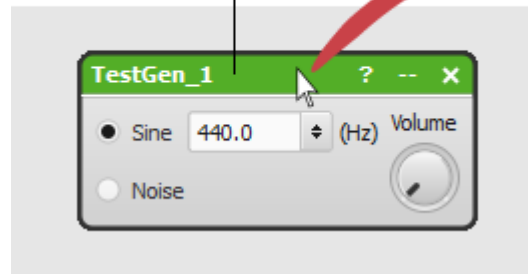 TestGen_1 ? -- ×
Sine 440.0 (Hz) Volume
Noise